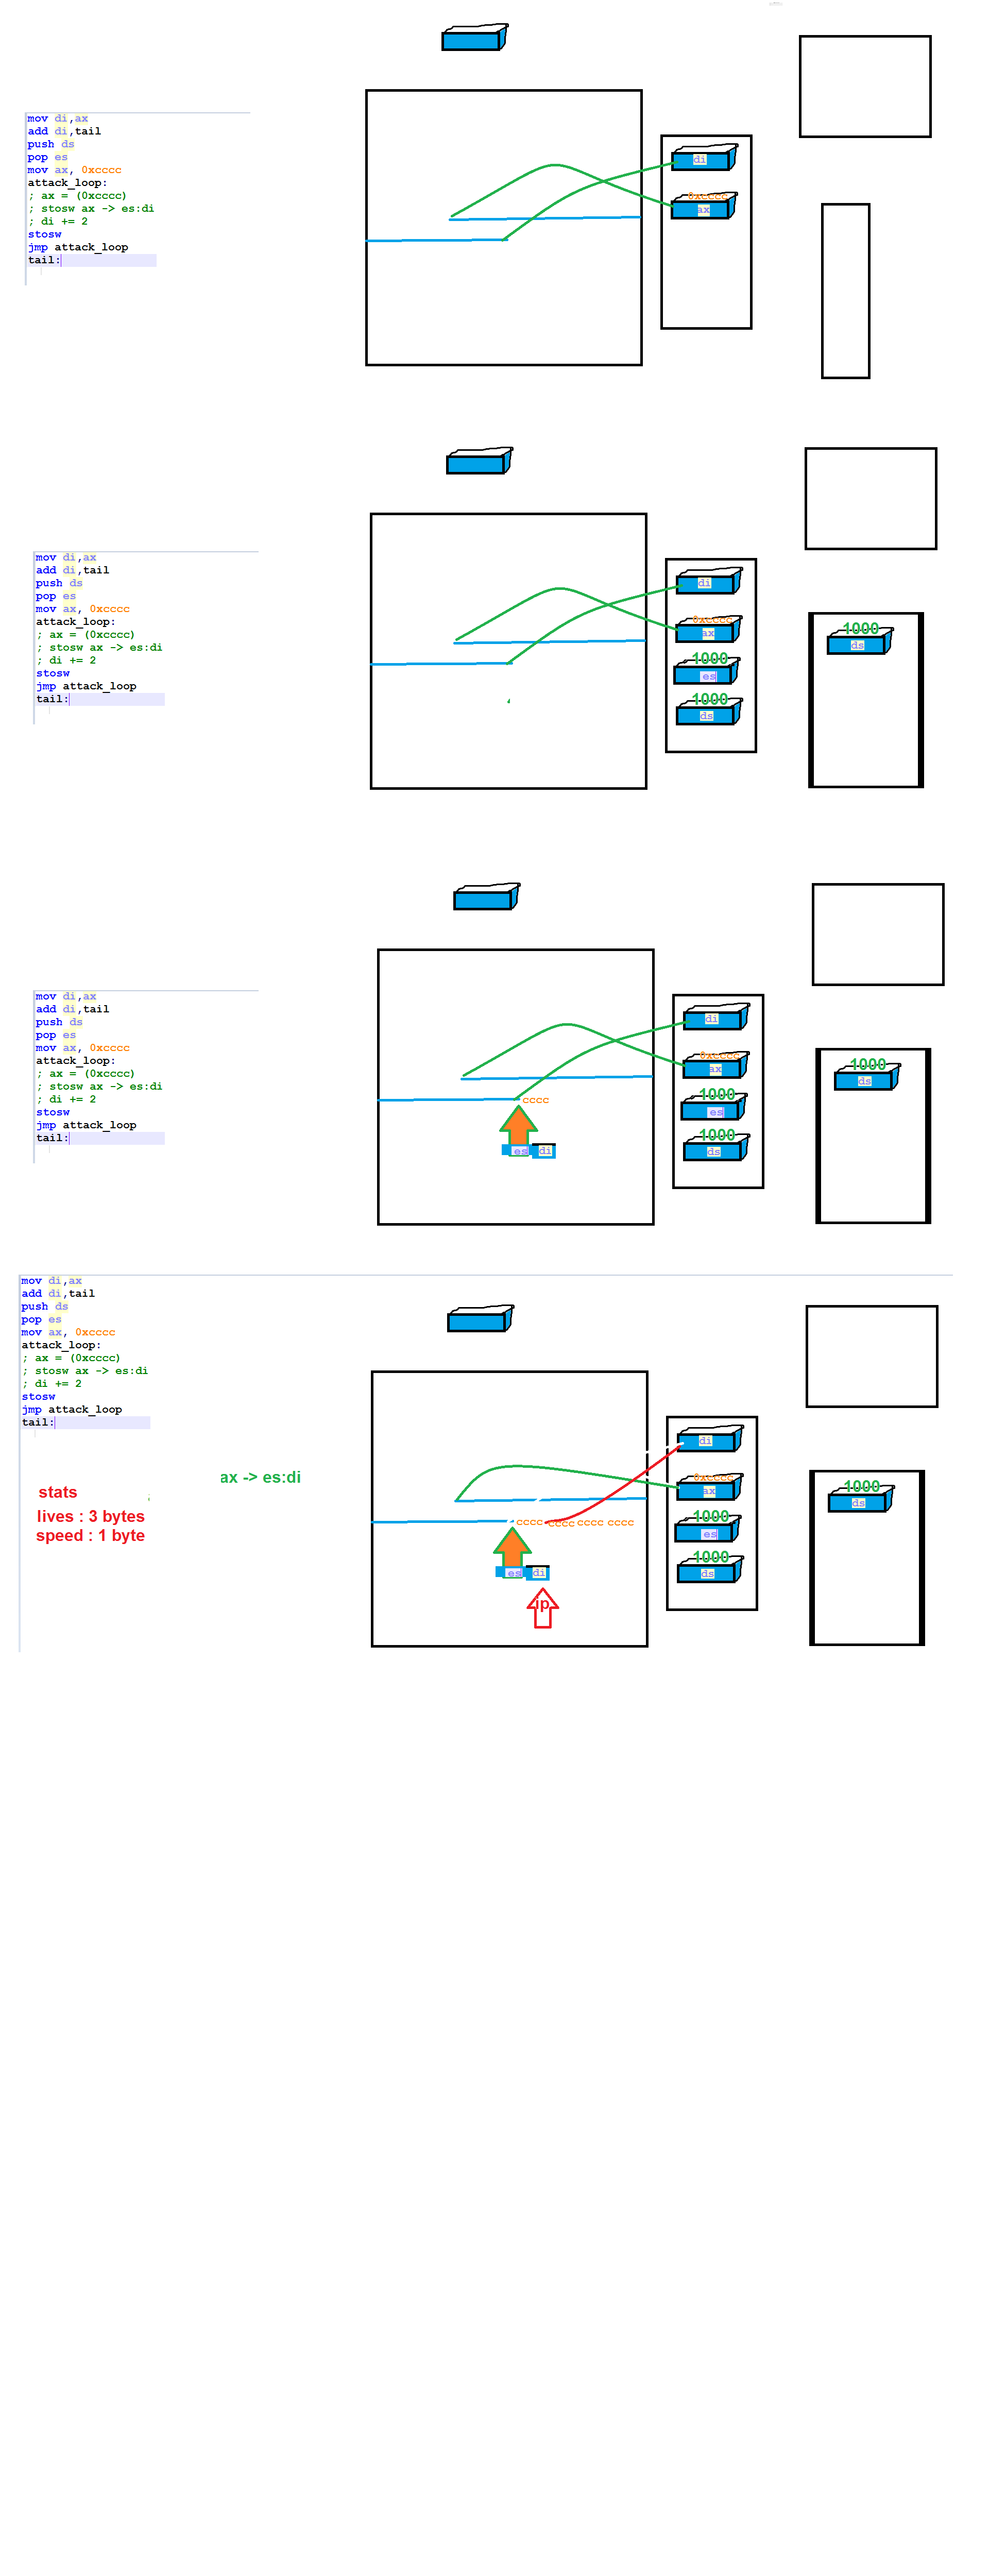 mov di,ax
add di,tail
push ds
pop es
mov ax, 0xcccc
attack_loop:
; ax = (0xcccc)
; stosw ax -> es:di
; di += 2
stosw
jmp attack_loop
tail:
di
0xcccc
ax
mov di,ax
add di,tail
push ds
pop es
mov ax, 0xcccc
attack_loop:
; ax = (0xcccc)
; stosw ax -> es:di
; di += 2
stosw
jmp attack_loop
tail:
di
0xcccc
ax
1000
es
1000
ds
1000
ds
mov di,ax
add di,tail
push ds
pop es
mov ax, 0xcccc
attack_loop:
; ax = (0xcccc)
; stosw ax -> es:di
; di += 2
stosw
jmp attack_loop
tail:
cccc
es di
di
0xcccc
ax
1000
es
1000
ds
1000
ds
mov di,ax
add di,tail
push ds
pop es
mov ax, 0xcccc
attack_loop:
; ax = (0xcccc)
; stosw ax -> es:di
; di += 2
stosw
jmp attack_loop
tail:
ax -> es:di
stats
lives : 3 bytes
speed : 1 byte
cccc cccc cccc cccc
es di
ip
di
0xcccc
ax
1000
es
1000
ds
1000
ds